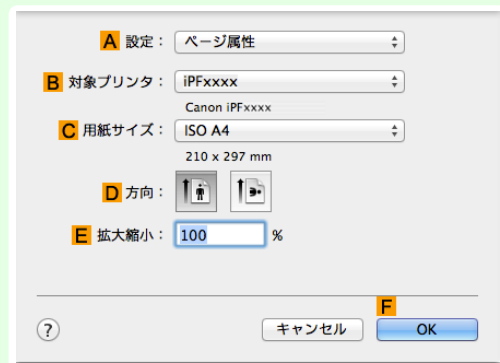 A 設定： ページ属性
B 対象プリンタ： iPFxxxx
Canon iPFxxxx
C 用紙サイズ： ISO A4
210 x 297 mm
D 方向：
E 拡大縮小： 100 %
F
? キャンセル OK